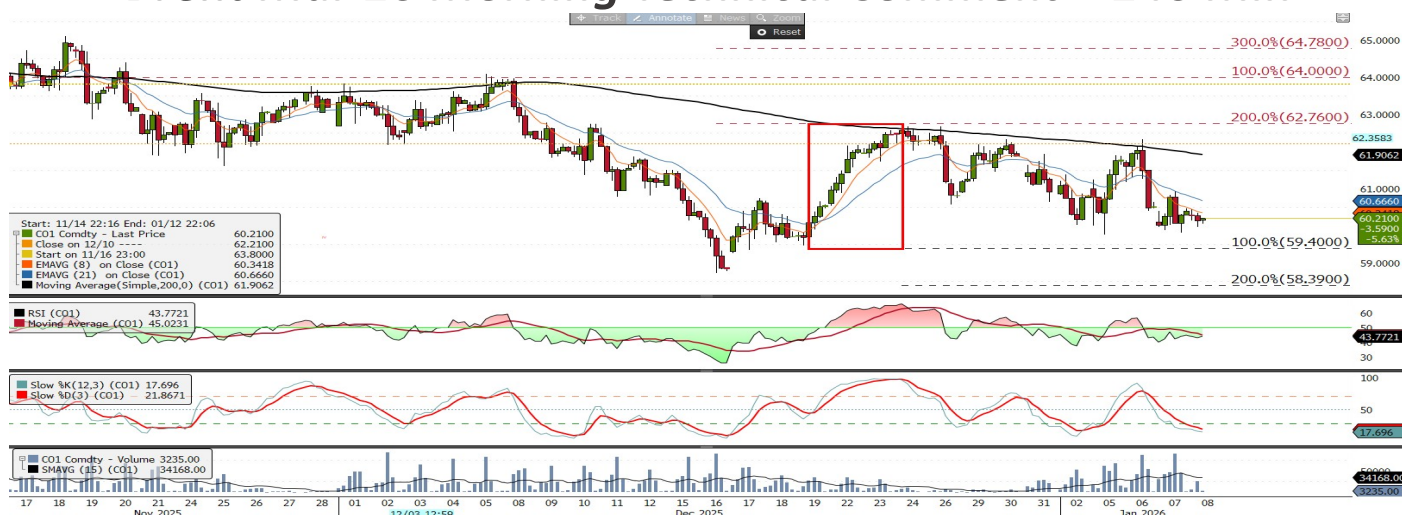 Track Annotate News Zoom
Reset
300.0%(64.7800)
65.0000
100.0%(64.0000)
64.0000
200.0%(62.7600)
63.0000
62.3583
61.9062
61.0000
60.6660
60.2100
-3.5900
-5.63%
100.0%(59.4000)
59.0000
200.0%(58.3900)
Start: 11/14 22:16 End: 01/12 22:06
CO1 Comdty - Last Price 60.2100
Close on 12/10 ---- 62.2100
Start on 11/16 23:00 63.8000
EMAVG (8) on Close (CO1) 60.3418
EMAVG (21) on Close (CO1) 60.6660
Moving Average(Simple,200,0) (CO1) 61.9062
RSI (CO1) 43.7721
Moving Average (CO1) 45.0231
60
43.7721
30
Slow %K(12,3) (CO1) 17.696
Slow %D(3) (CO1) 21.8671
100
50
17.696
CO1 Comdty - Volume 3235.00
SMAVG (15) (CO1) 34168.00
34168.00
3235.00
17 18 19 20 21 24 25 26 27 28 01 02 03 04 05 08 09 10 11 12 15 16 17 18 19 22 23 24 26 29 30 31 02 05 06 07 08
Nov 2025 12/03 12:59 Dec 2025 Jan 2026